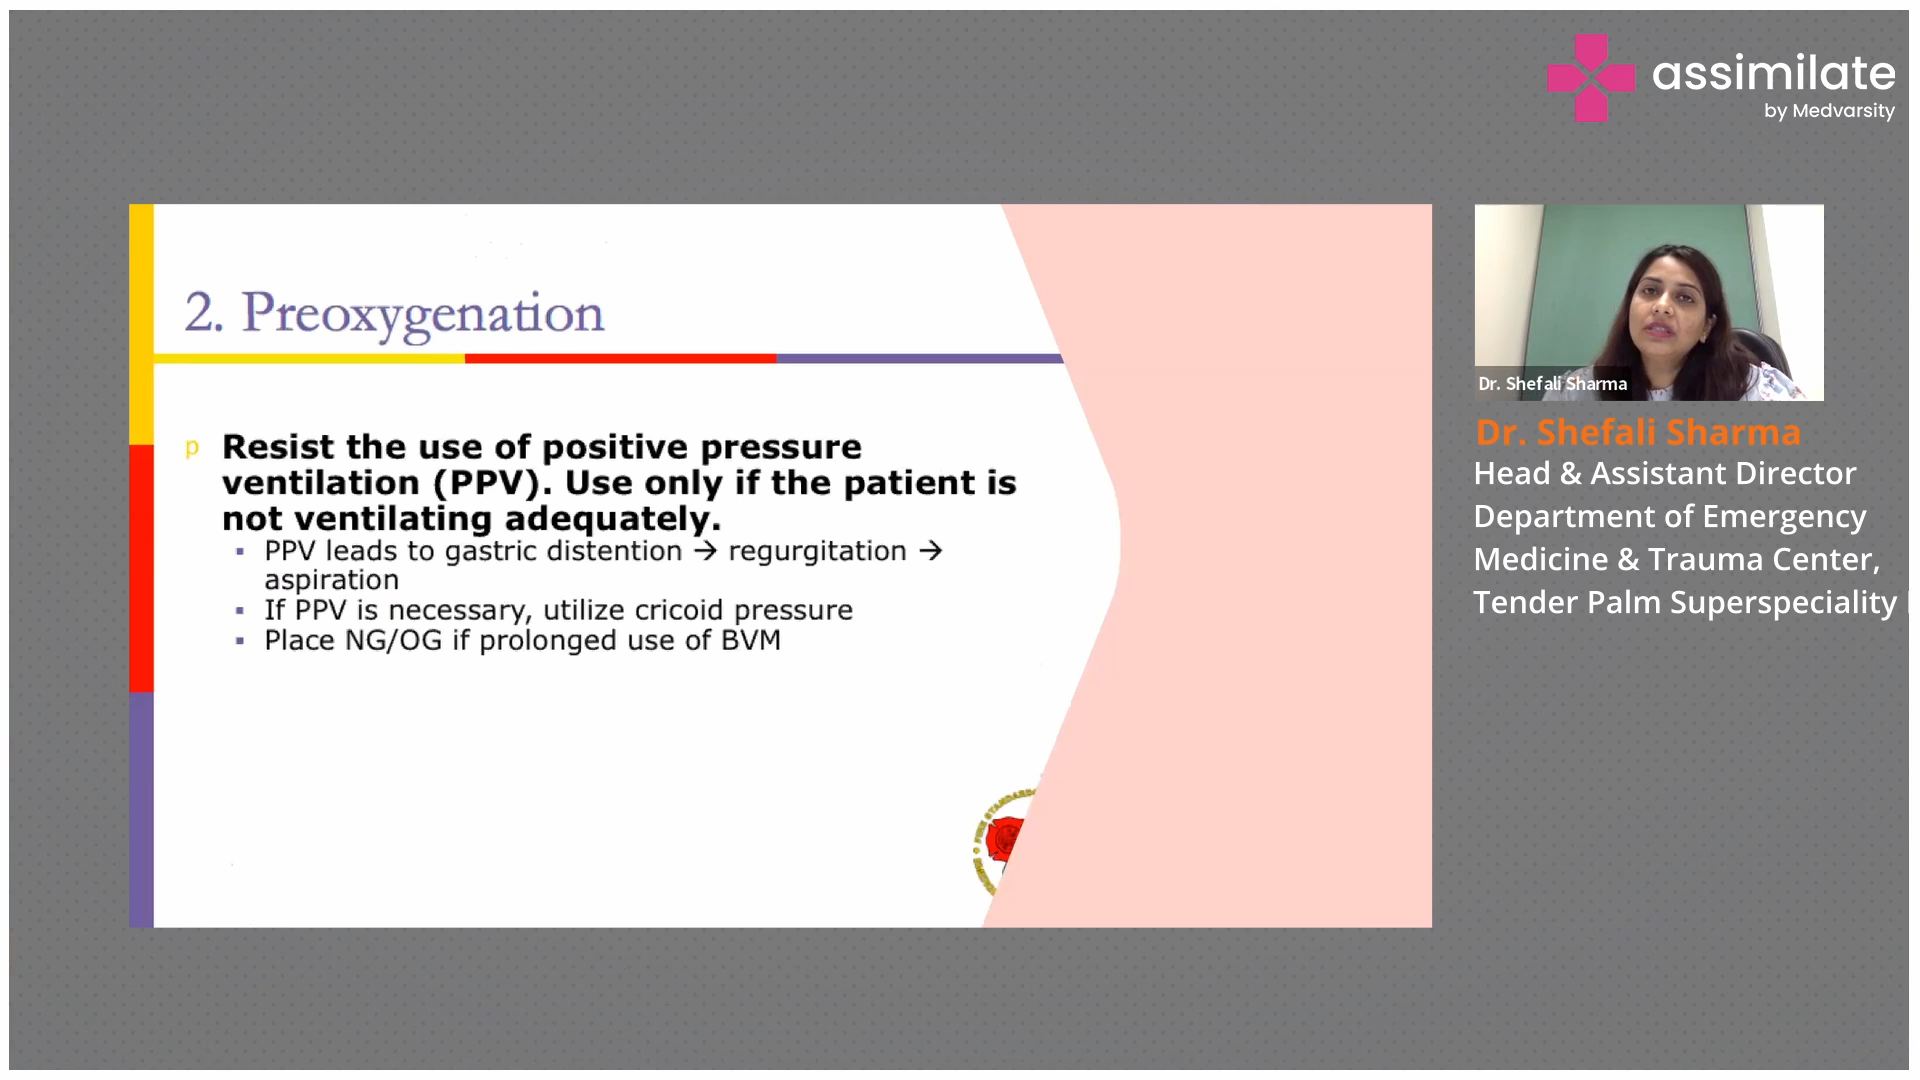 assimilate
by Medvarsity
2. Preoxygenation
p Resist the use of positive pressure
ventilation (PPV). Use only if the patient is
not ventilating adequately.
▪ PPV leads to gastric distention → regurgitation →
aspiration
▪ If PPV is necessary, utilize cricoid pressure
▪ Place NG/OG if prolonged use of BVM
Dr. Shefali Sharma
Dr. Shefali Sharma
Head & Assistant Director
Department of Emergency
Medicine & Trauma Center,
Tender Palm Superspeciality